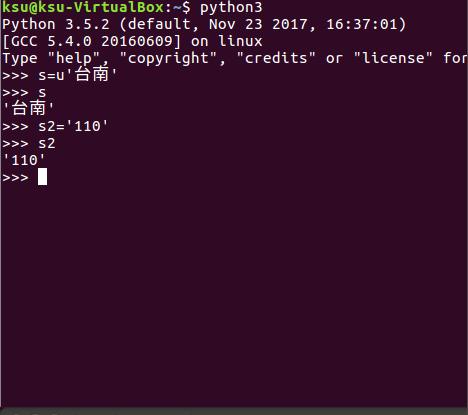 ksu@ksu-VirtualBox:~$ python3
Python 3.5.2 (default, Nov 23 2017, 16:37:01)
[GCC 5.4.0 20160609] on linux
Type "help", "copyright", "credits" or "license" for
>>> s=u'台南'
>>> s
'台南'
>>> s2='110'
>>> s2
'110'
>>>